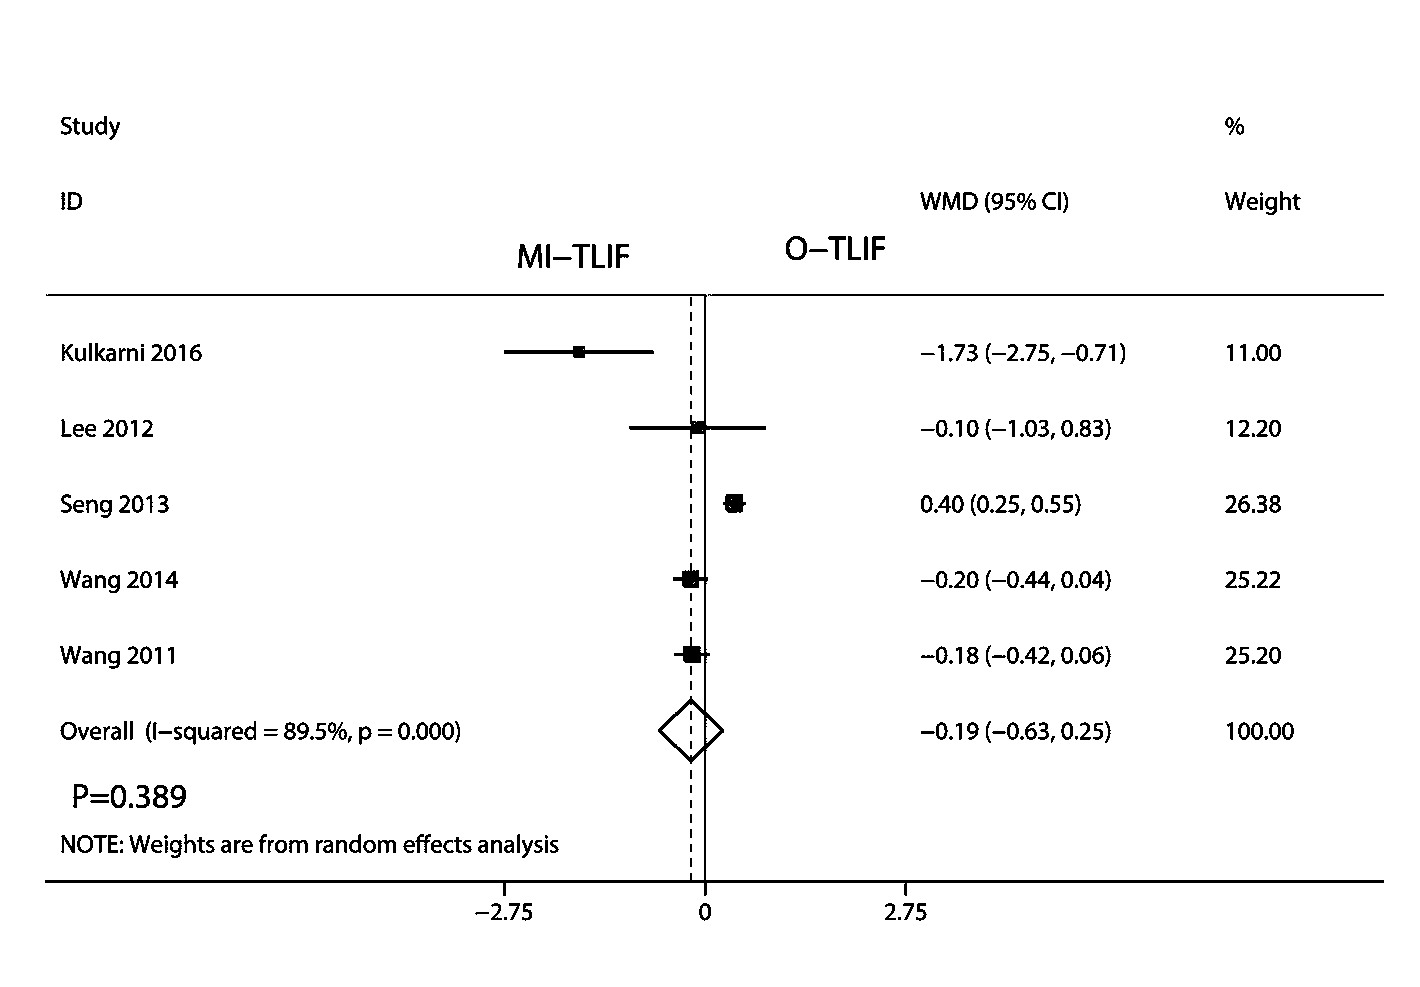 Study %
ID WMD (95% CI) Weight
MI–TLIF O–TLIF
Kulkarni 2016 −1.73 (−2.75, −0.71) 11.00
Lee 2012 −0.10 (−1.03, 0.83) 12.20
Seng 2013 0.40 (0.25, 0.55) 26.38
Wang 2014 −0.20 (−0.44, 0.04) 25.22
Wang 2011 −0.18 (−0.42, 0.06) 25.20
Overall (I−squared = 89.5%, p = 0.000) −0.19 (−0.63, 0.25) 100.00
P=0.389
NOTE: Weights are from random effects analysis
−2.75 0 2.75